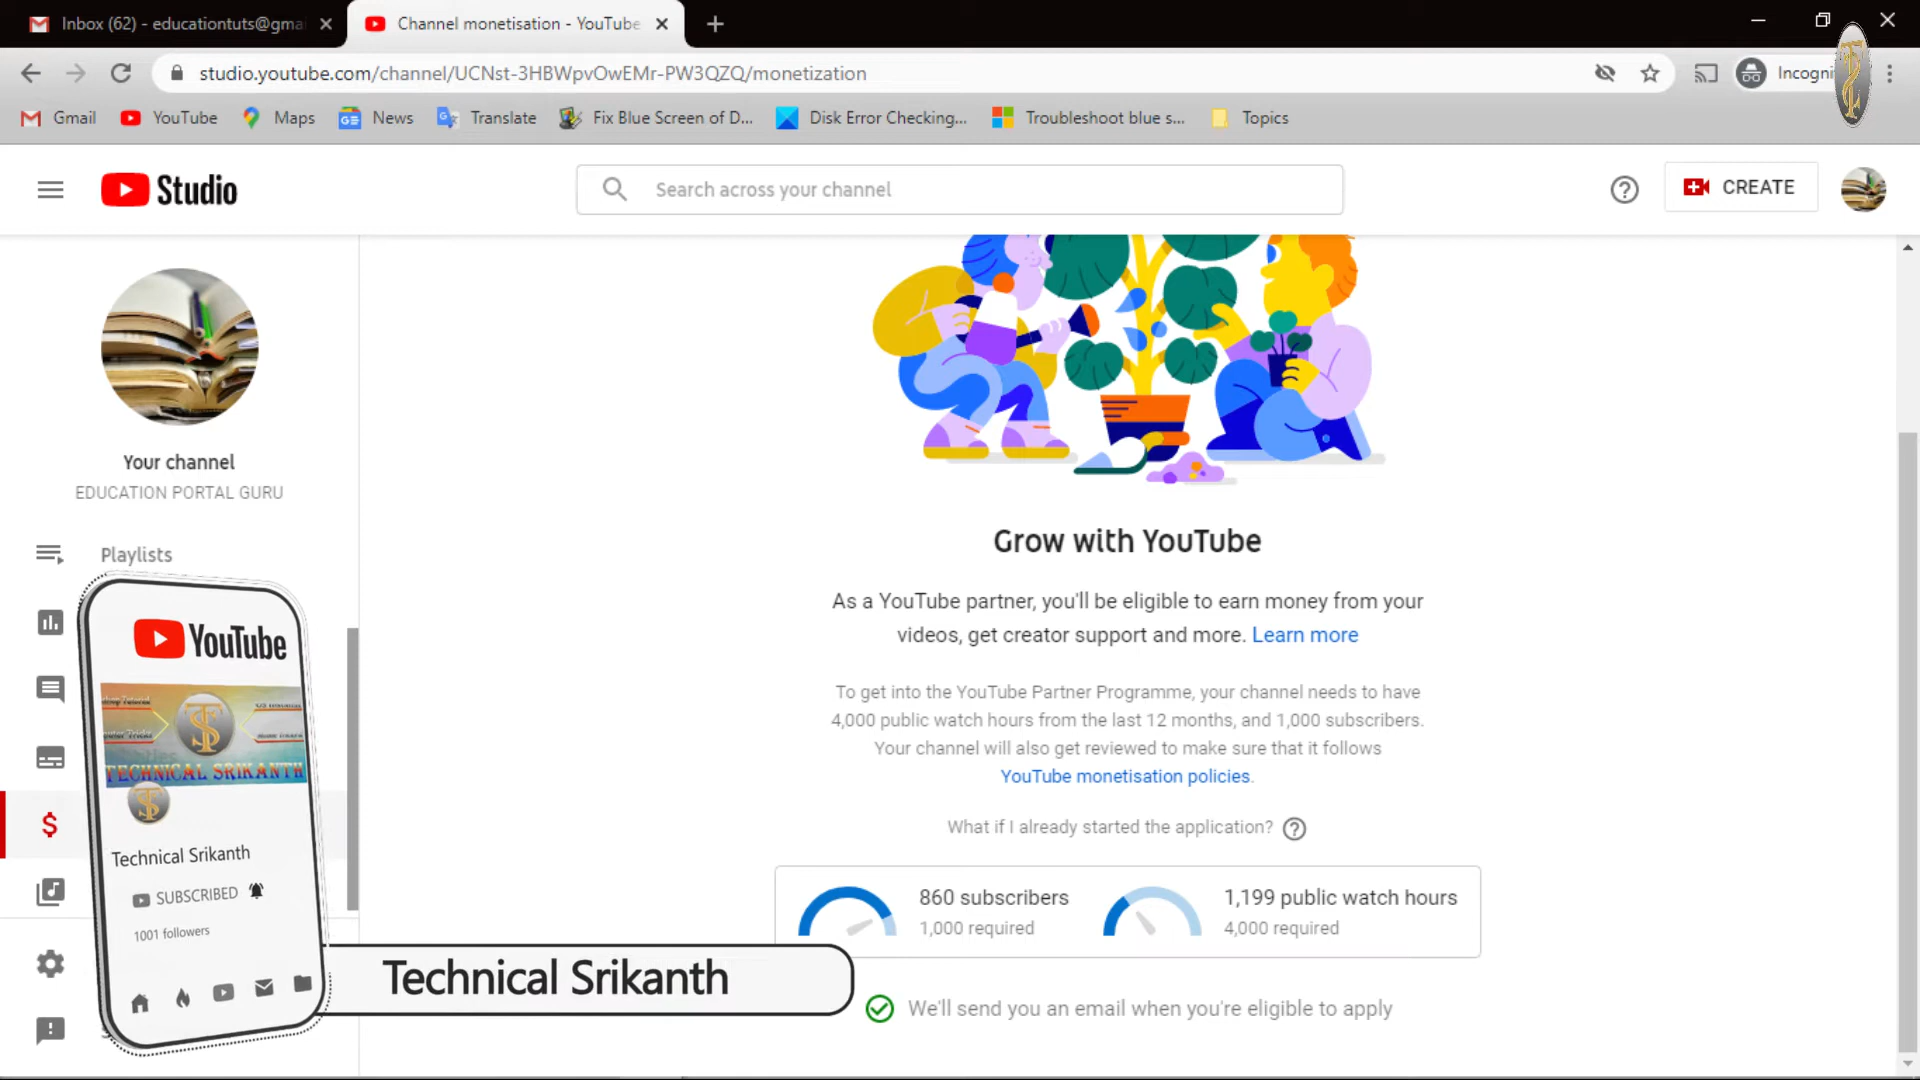 Inbox (62) - educationtuts@gma
Channel monetisation - YouTube
studio.youtube.com/channel/UCNst-3HBWpvOwEMr-PW3QZQ/monetization
Incogni
Gmail
YouTube
Maps
News
Translate
Fix Blue Screen of D...
Disk Error Checking...
Troubleshoot blue s...
Topics
Studio
Search across your channel
CREATE
Your channel
EDUCATION PORTAL GURU
Playlists
Grow with YouTube
As a YouTube partner, you'll be eligible to earn money from your
videos, get creator support and more. Learn more
To get into the YouTube Partner Programme, your channel needs to have
4,000 public watch hours from the last 12 months, and 1,000 subscribers.
Your channel will also get reviewed to make sure that it follows
YouTube monetisation policies.
What if I already started the application?
860 subscribers
1,000 required
1,199 public watch hours
4,000 required
We'll send you an email when you're eligible to apply
YouTube
TECHNICAL SRIKANTH
Technical Srikanth
SUBSCRIBED
1001 followers
Technical Srikanth